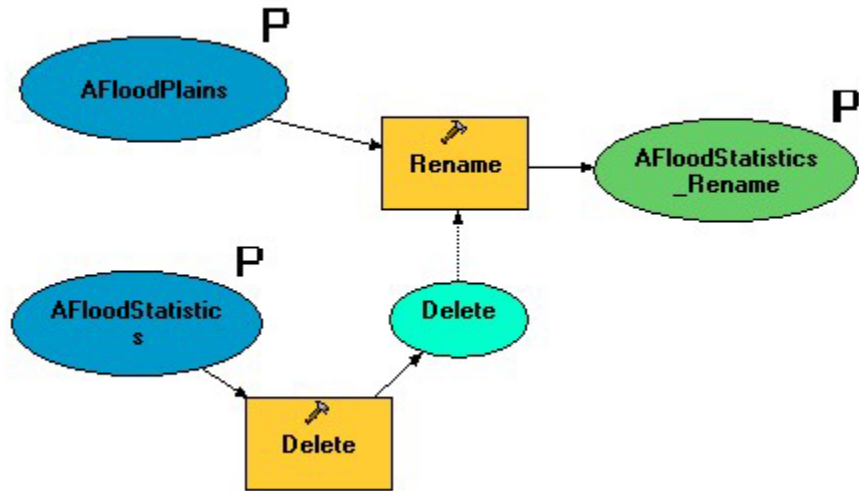 P
AFloodPlains
P
Rename
AFloodStatistics
_Rename
P
AFloodStatistic
s
Delete
Delete